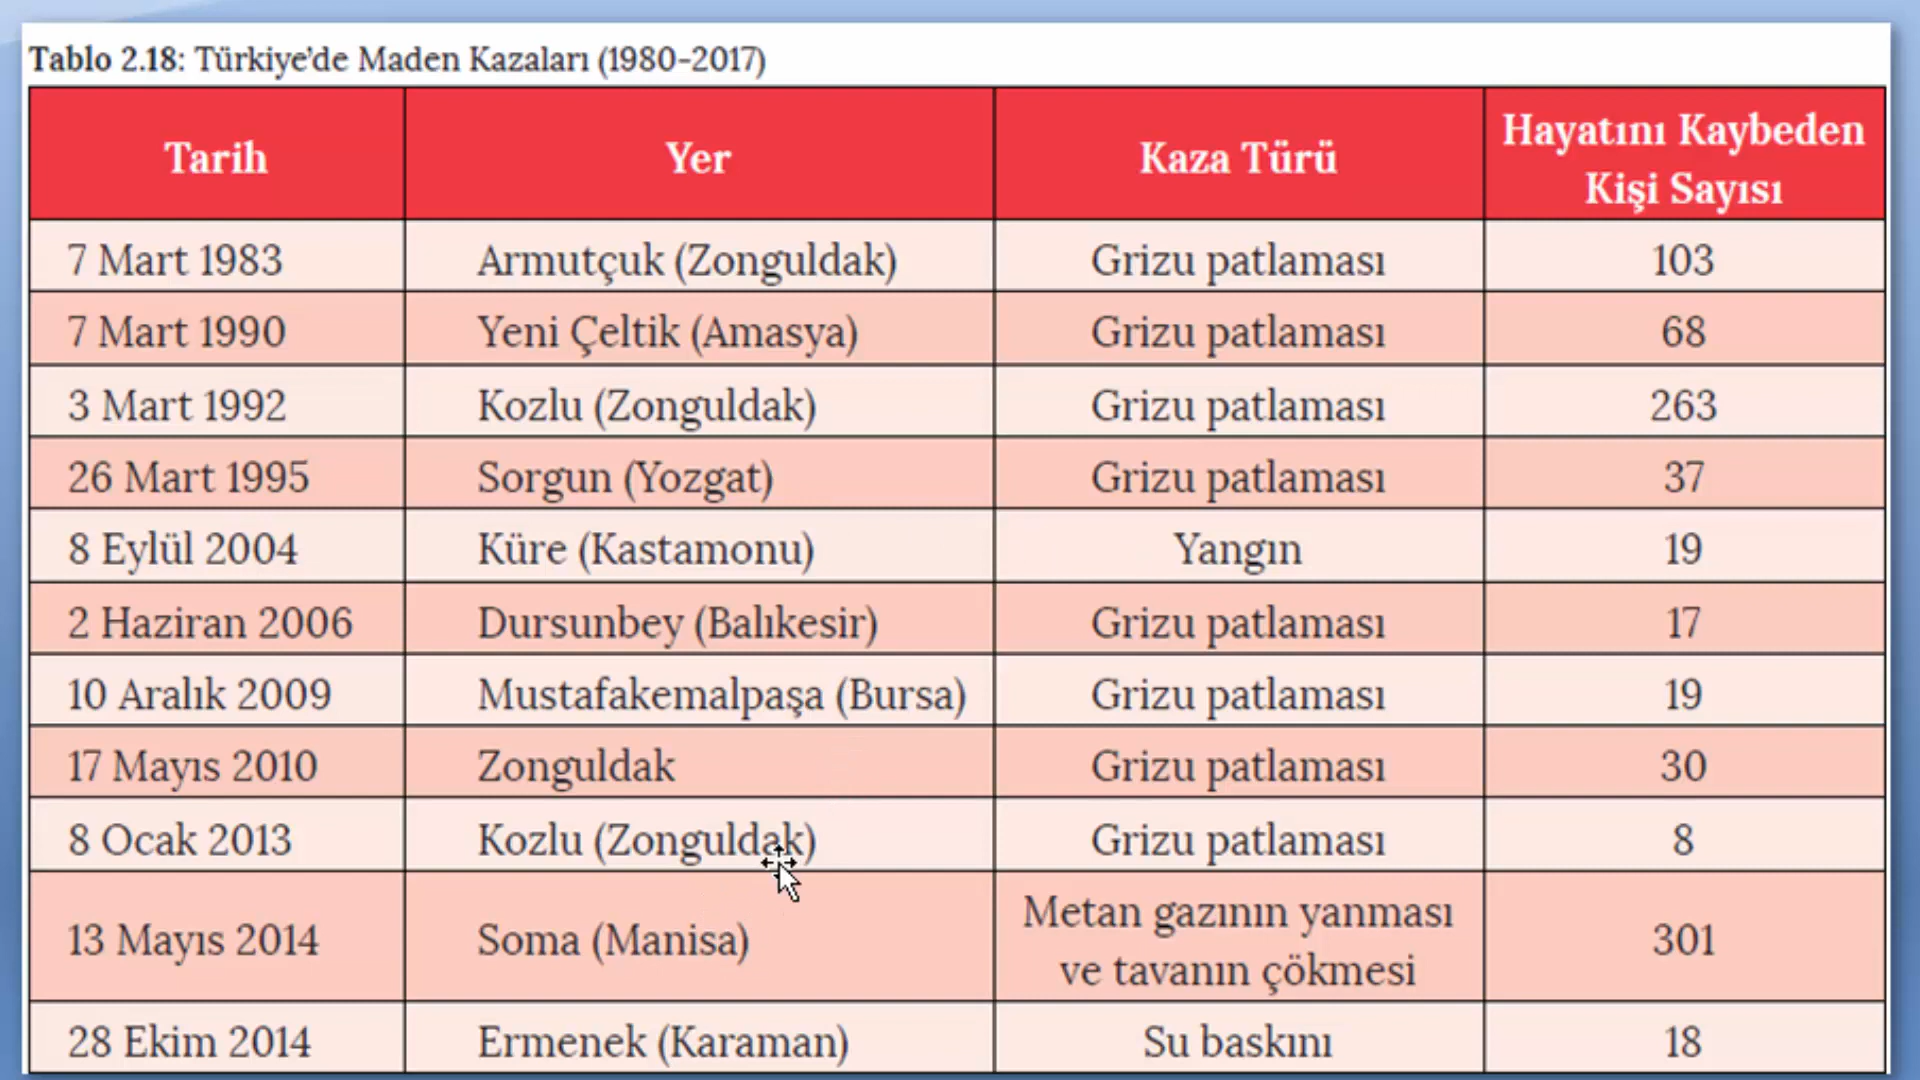 Tablo 2.18: Türkiye'de Maden Kazaları (1980-2017)
Tarih Yer Kaza Türü Hayatını Kaybeden Kişi Sayısı
7 Mart 1983 Armutçuk (Zonguldak) Grizu patlaması 103
7 Mart 1990 Yeni Çeltik (Amasya) Grizu patlaması 68
3 Mart 1992 Kozlu (Zonguldak) Grizu patlaması 263
26 Mart 1995 Sorgun (Yozgat) Grizu patlaması 37
8 Eylül 2004 Küre (Kastamonu) Yangın 19
2 Haziran 2006 Dursunbey (Balıkesir) Grizu patlaması 17
10 Aralık 2009 Mustafakemalpaşa (Bursa) Grizu patlaması 19
17 Mayıs 2010 Zonguldak Grizu patlaması 30
8 Ocak 2013 Kozlu (Zonguldak) Grizu patlaması 8
13 Mayıs 2014 Soma (Manisa) Metan gazının yanması ve tavanın çökmesi 301
28 Ekim 2014 Ermenek (Karaman) Su baskını 18